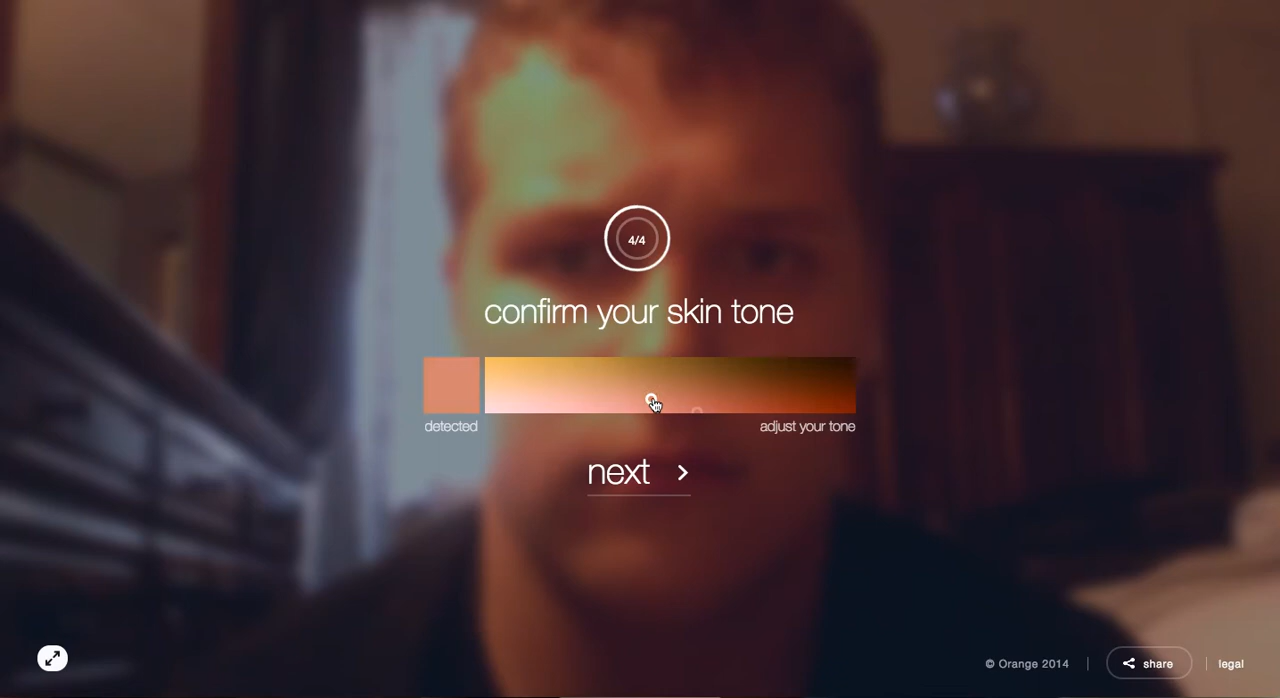 4/4
confirm your skin tone
detected
adjust your tone
next
© Orange 2014
share
legal